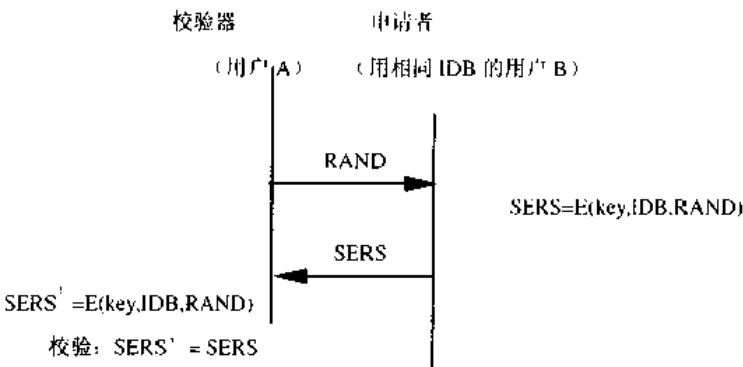 校验器
申请者
（用户 A）
（用相同 IDB 的用户 B）
RAND
SERS=E(key,IDB.RAND)
SERS
SERS' =E(key,IDB,RAND)
校验：SERS' = SERS